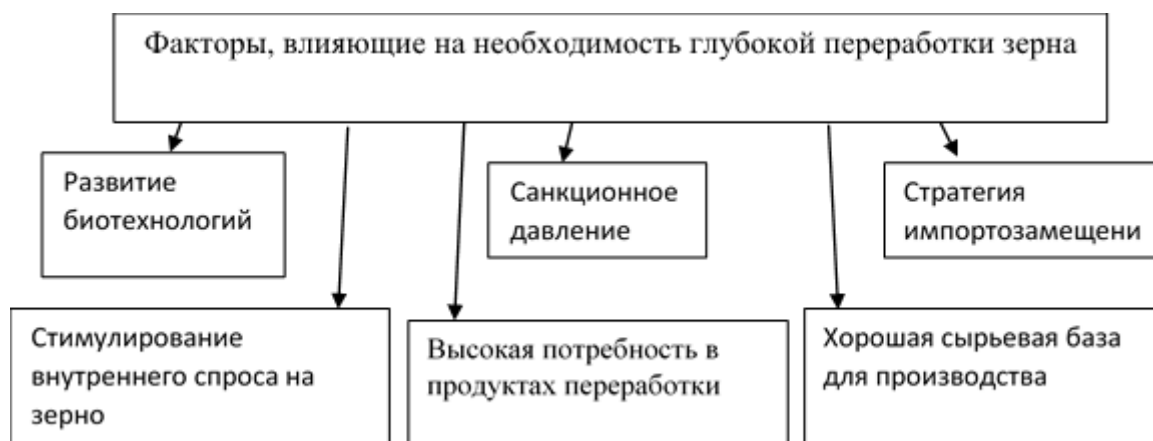 Факторы, влияющие на необходимость глубокой переработки зерна
Развитие
биотехнологий
Санкционное
давление
Стратегия
импортозамещени
Стимулирование
внутреннего спроса на
зерно
Высокая потребность в
продуктах переработки
Хорошая сырьевая база
для производства